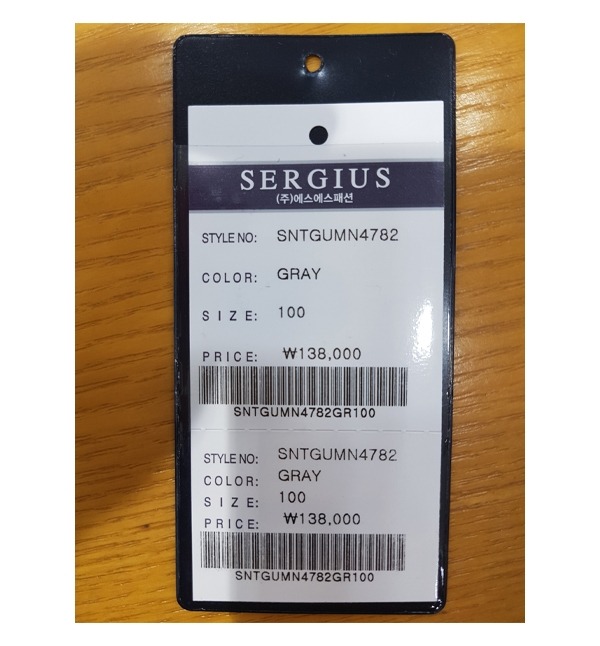 SERGIUS
(주)에스에스패션
STYLE NO: SNTGUMN4782
COLOR: GRAY
SIZE: 100
PRICE: ₩138,000
SNTGUMN4782GR100
STYLE NO: SNTGUMN4782
COLOR: GRAY
SIZE: 100
PRICE: ₩138,000
SNTGUMN4782GR100